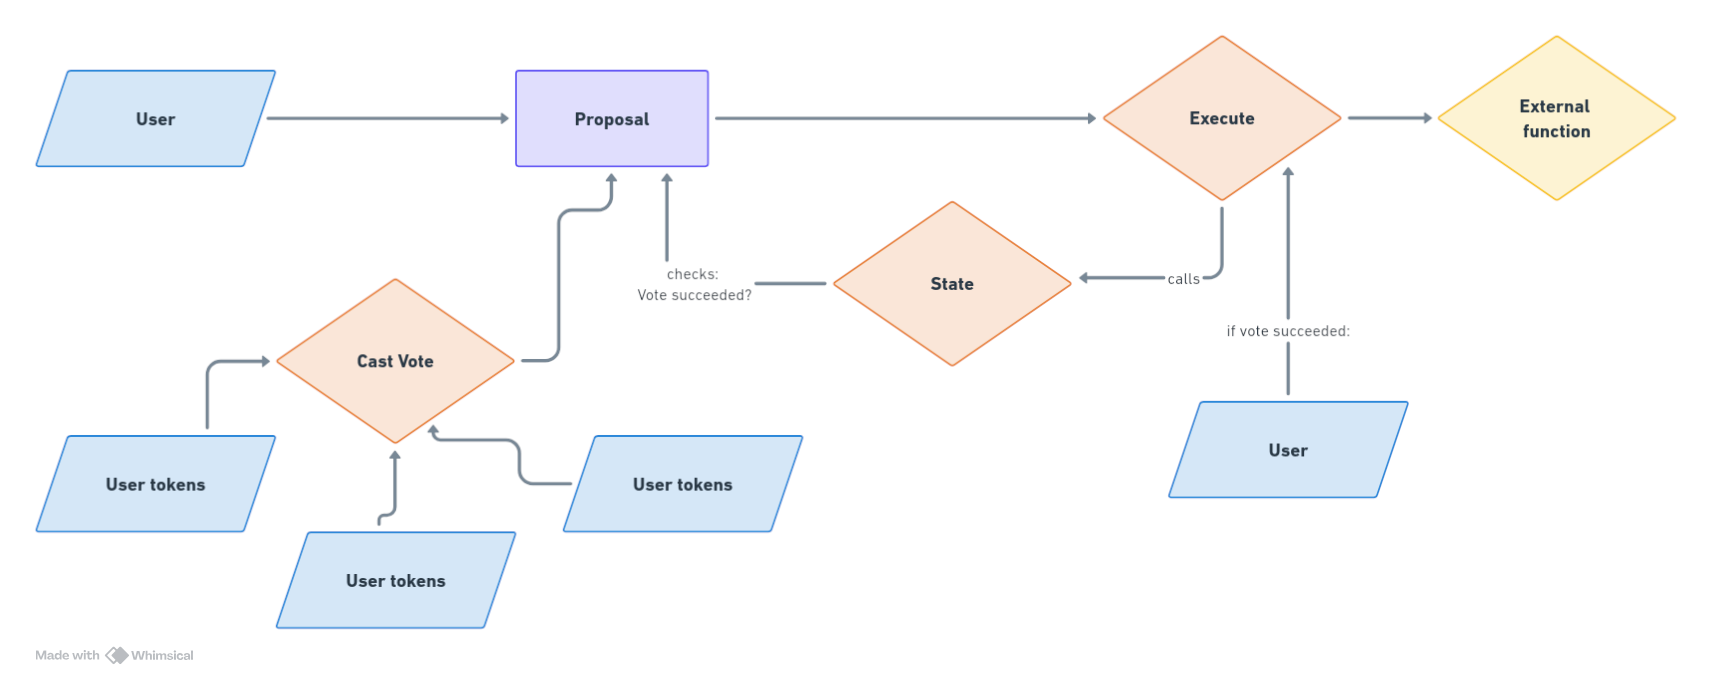 User
Proposal
Execute
External
function
checks:
Vote succeeded?
State
calls
if vote succeeded:
Cast Vote
User
User tokens
User tokens
User tokens
Made with Whimsical